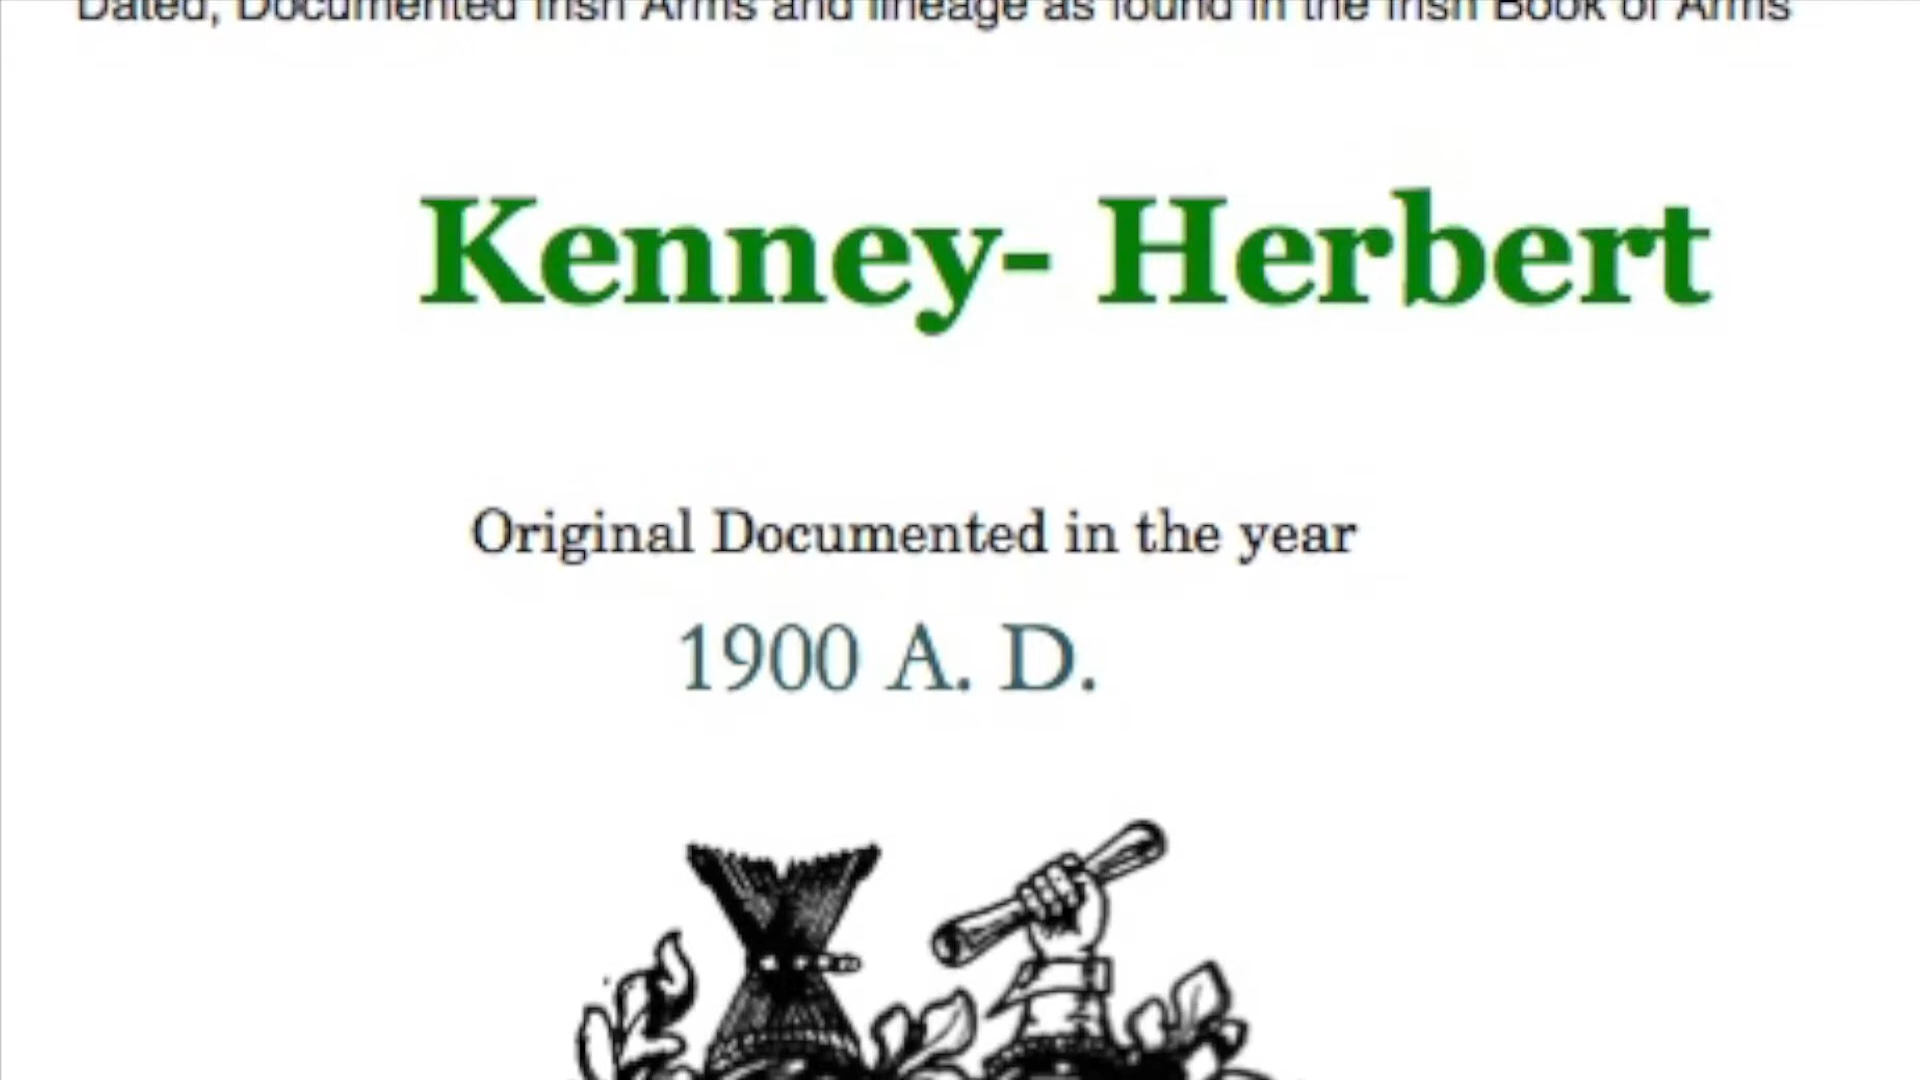 Dated, Documented Irish Arms and lineage as found in the Irish Book of Arms
Kenney- Herbert
Original Documented in the year
1900 A. D.